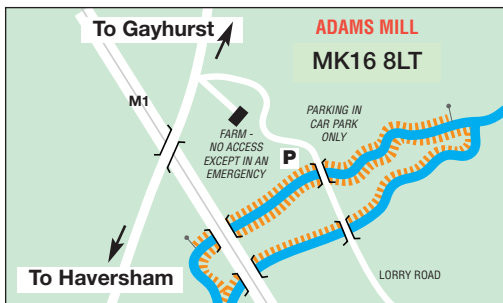 To Gayhurst
ADAMS MILL
MK16 8LT
M1
PARKING IN
CAR PARK
ONLY
FARM -
NO ACCESS
EXCEPT IN AN
EMERGENCY
P
To Haversham
LORRY ROAD